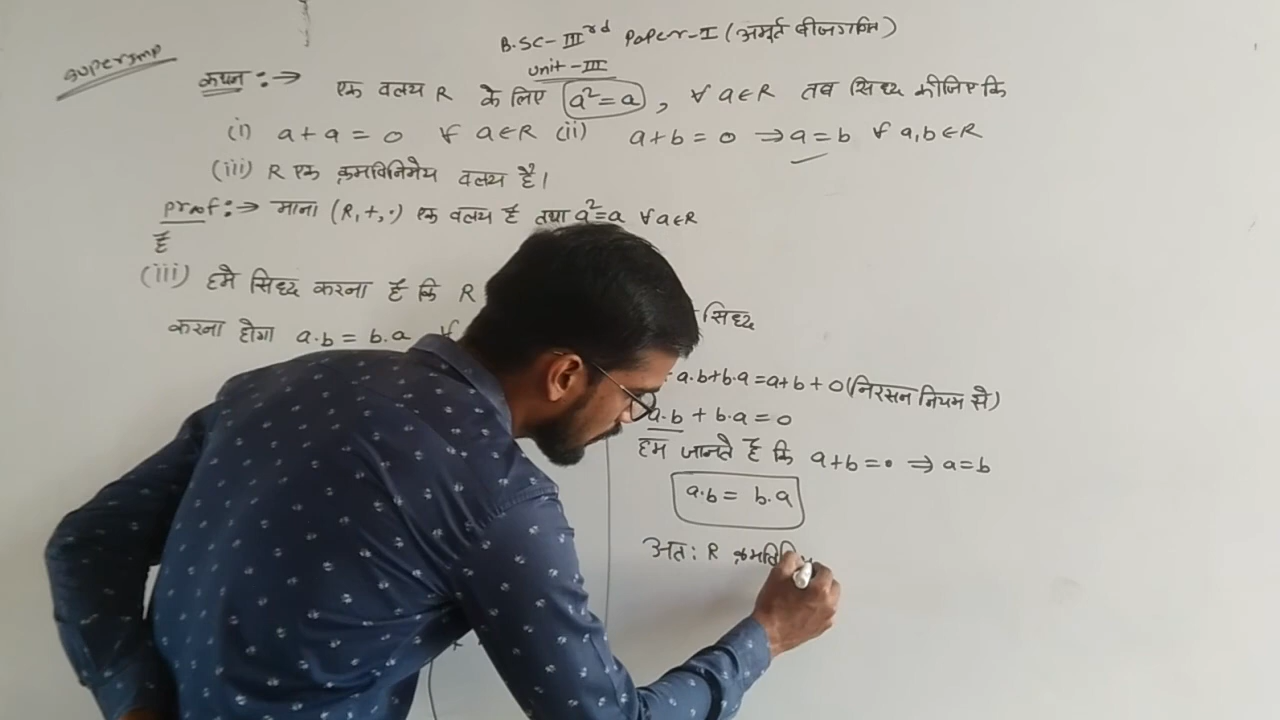 B.SC-IIIrd Paper-I (अमूर्त बीजगणित)
Unit-III
superimp
कथन :→ एक वलय R के लिए a²=a, ∀ a∈R तब सिध्द कीजिए कि
(i) a+a=0 ∀ a∈R (ii) a+b=0 ⇒ a=b ∀ a,b∈R
(iii) R एक क्रमविनिमेय वलय है।
Proof :→ माना (R,+,·) एक वलय है तथा a²=a ∀a∈R
है
(iii) हमे सिध्द करना है कि R
सिध्द
करना होगा a·b = b·a ∀
a·b+b·a=a+b+0(निरसन नियम से)
a·b + b·a = 0
हम जानते है कि a+b=0 ⇒ a=b
a·b = b·a
अत: R